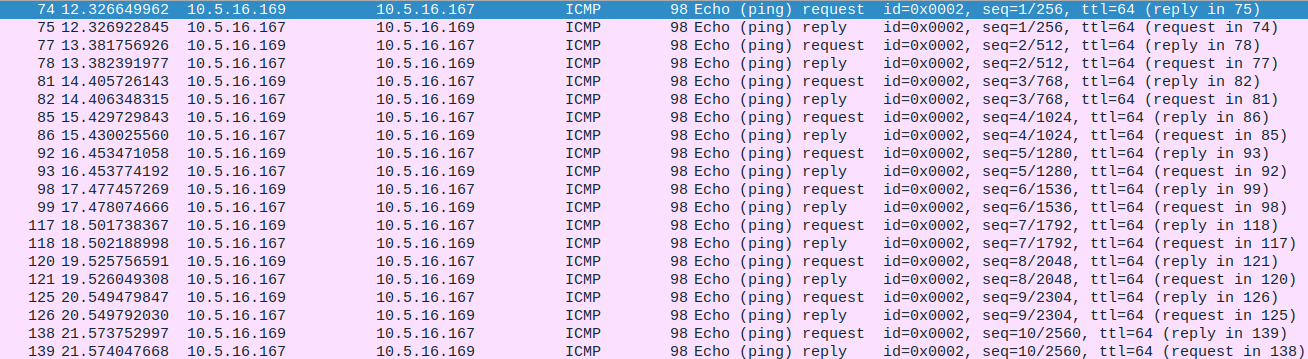 74 12.326649962 10.5.16.169 10.5.16.167 ICMP 98 Echo (ping) request id=0x0002, seq=1/256, ttl=64 (reply in 75)
75 12.326922845 10.5.16.167 10.5.16.169 ICMP 98 Echo (ping) reply id=0x0002, seq=1/256, ttl=64 (request in 74)
77 13.381756926 10.5.16.169 10.5.16.167 ICMP 98 Echo (ping) request id=0x0002, seq=2/512, ttl=64 (reply in 78)
78 13.382391977 10.5.16.167 10.5.16.169 ICMP 98 Echo (ping) reply id=0x0002, seq=2/512, ttl=64 (request in 77)
81 14.405726143 10.5.16.169 10.5.16.167 ICMP 98 Echo (ping) request id=0x0002, seq=3/768, ttl=64 (reply in 82)
82 14.406348315 10.5.16.167 10.5.16.169 ICMP 98 Echo (ping) reply id=0x0002, seq=3/768, ttl=64 (request in 81)
85 15.429729843 10.5.16.169 10.5.16.167 ICMP 98 Echo (ping) request id=0x0002, seq=4/1024, ttl=64 (reply in 86)
86 15.430025560 10.5.16.167 10.5.16.169 ICMP 98 Echo (ping) reply id=0x0002, seq=4/1024, ttl=64 (request in 85)
92 16.453471058 10.5.16.169 10.5.16.167 ICMP 98 Echo (ping) request id=0x0002, seq=5/1280, ttl=64 (reply in 93)
93 16.453774192 10.5.16.167 10.5.16.169 ICMP 98 Echo (ping) reply id=0x0002, seq=5/1280, ttl=64 (request in 92)
98 17.477457269 10.5.16.169 10.5.16.167 ICMP 98 Echo (ping) request id=0x0002, seq=6/1536, ttl=64 (reply in 99)
99 17.478074666 10.5.16.167 10.5.16.169 ICMP 98 Echo (ping) reply id=0x0002, seq=6/1536, ttl=64 (request in 98)
117 18.501738367 10.5.16.169 10.5.16.167 ICMP 98 Echo (ping) request id=0x0002, seq=7/1792, ttl=64 (reply in 118)
118 18.502188998 10.5.16.167 10.5.16.169 ICMP 98 Echo (ping) reply id=0x0002, seq=7/1792, ttl=64 (request in 117)
120 19.525756591 10.5.16.169 10.5.16.167 ICMP 98 Echo (ping) request id=0x0002, seq=8/2048, ttl=64 (reply in 121)
121 19.526049308 10.5.16.167 10.5.16.169 ICMP 98 Echo (ping) reply id=0x0002, seq=8/2048, ttl=64 (request in 120)
125 20.549479847 10.5.16.169 10.5.16.167 ICMP 98 Echo (ping) request id=0x0002, seq=9/2304, ttl=64 (reply in 126)
126 20.549792030 10.5.16.167 10.5.16.169 ICMP 98 Echo (ping) reply id=0x0002, seq=9/2304, ttl=64 (request in 125)
138 21.573752997 10.5.16.169 10.5.16.167 ICMP 98 Echo (ping) request id=0x0002, seq=10/2560, ttl=64 (reply in 139)
139 21.574047668 10.5.16.167 10.5.16.169 ICMP 98 Echo (ping) reply id=0x0002, seq=10/2560, ttl=64 (request in 138)